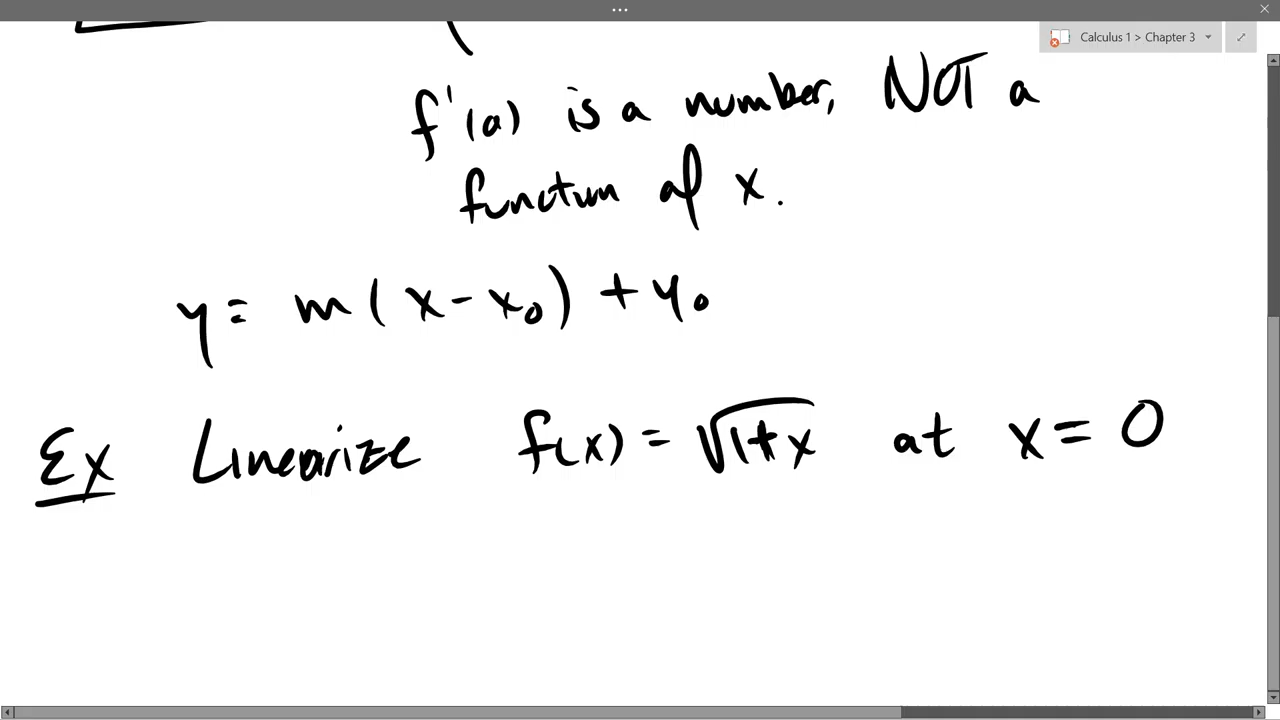 Calculus 1 > Chapter 3
f'(a) is a number, NOT a
function of x.
y = m(x - x₀) + y₀
Ex Linearize f(x) = √1+x at x = 0